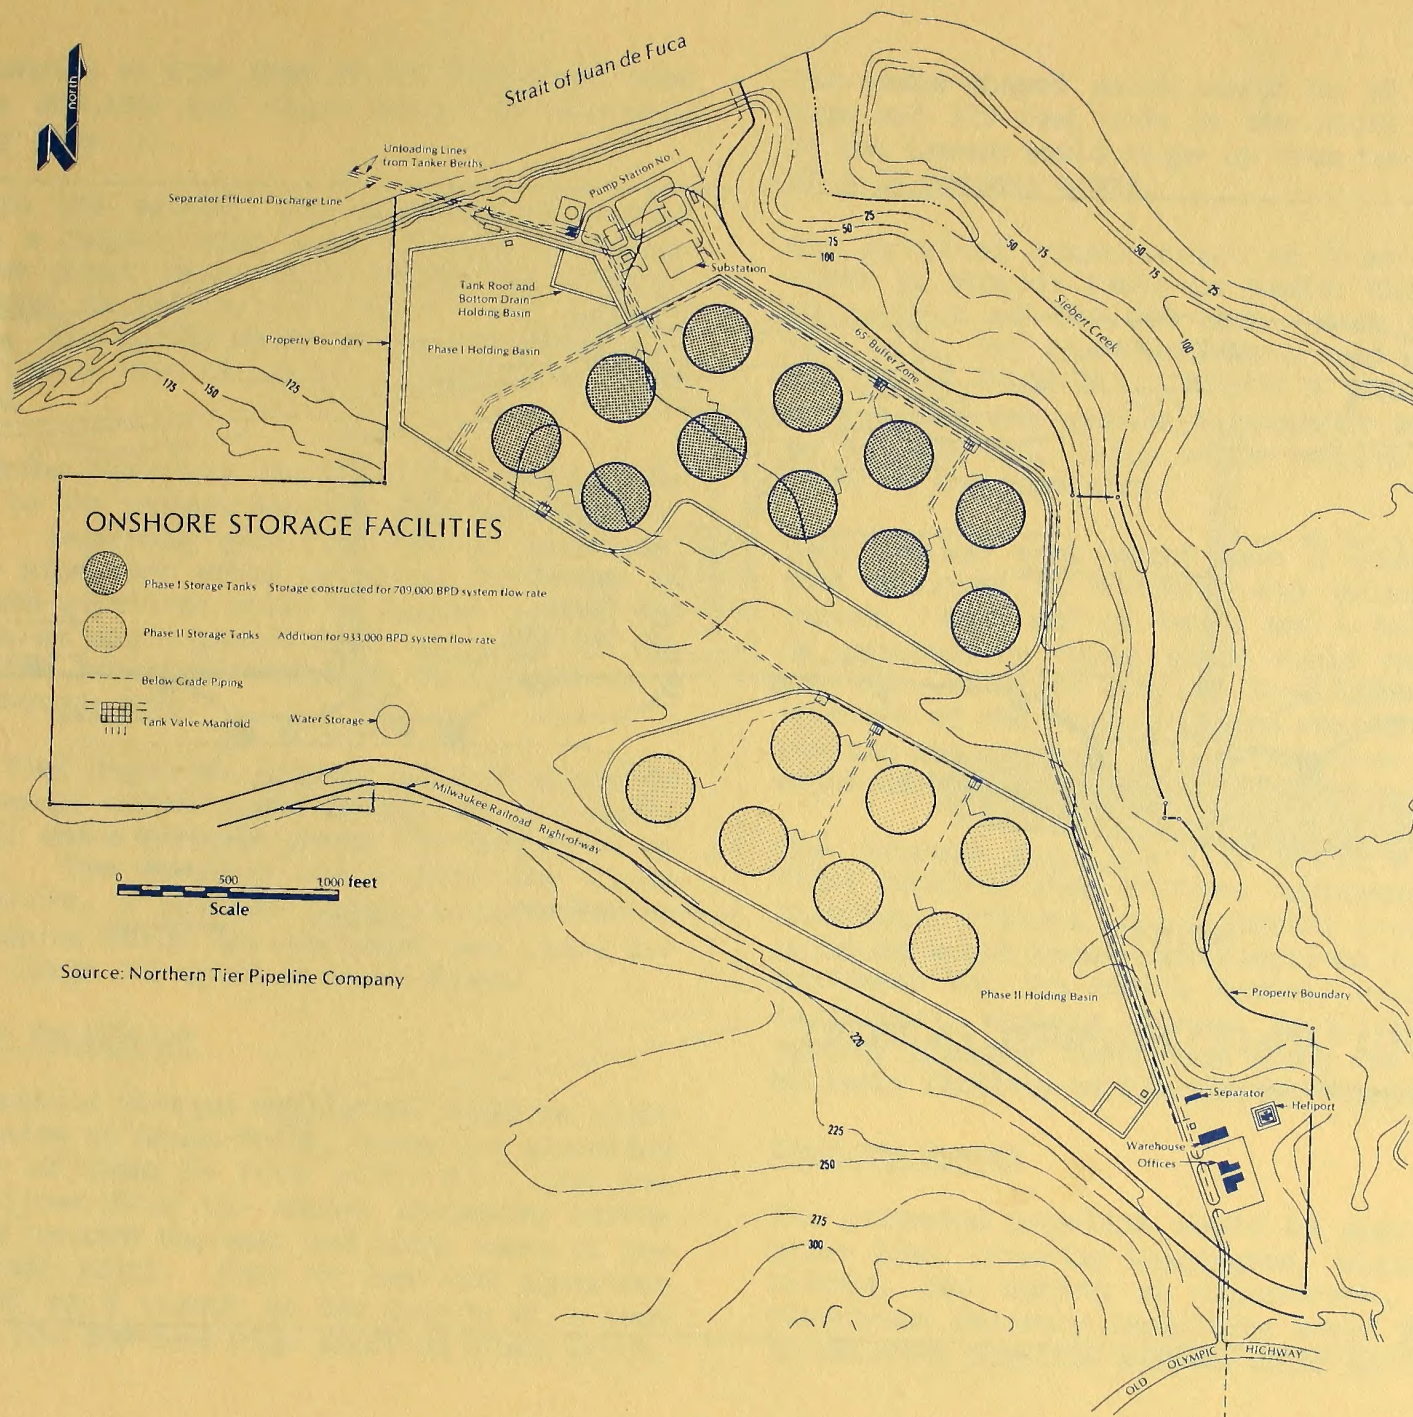 north
Strait of Juan de Fuca
Unloading Lines
from Tanker Berths
Separator Effluent Discharge Line
Pump Station No. 1
Substation
Tank Roof and
Bottom Drain
Holding Basin
Property Boundary
Phase I Holding Basin
65' Buffer Zone
Siebert Creek
25
50
75
100
50
75
50
75
25
100
175
150
125
ONSHORE STORAGE FACILITIES
Phase I Storage Tanks Storage constructed for 709,000 BPD system flow rate
Phase II Storage Tanks Addition for 933,000 BPD system flow rate
Below Grade Piping
Tank Valve Manifold
Water Storage
Milwaukee Railroad Right-of-way
0 500 1000 feet
Scale
Source: Northern Tier Pipeline Company
Phase II Holding Basin
Property Boundary
220
225
250
275
300
Separator
Heliport
Warehouse
Offices
OLD OLYMPIC HIGHWAY